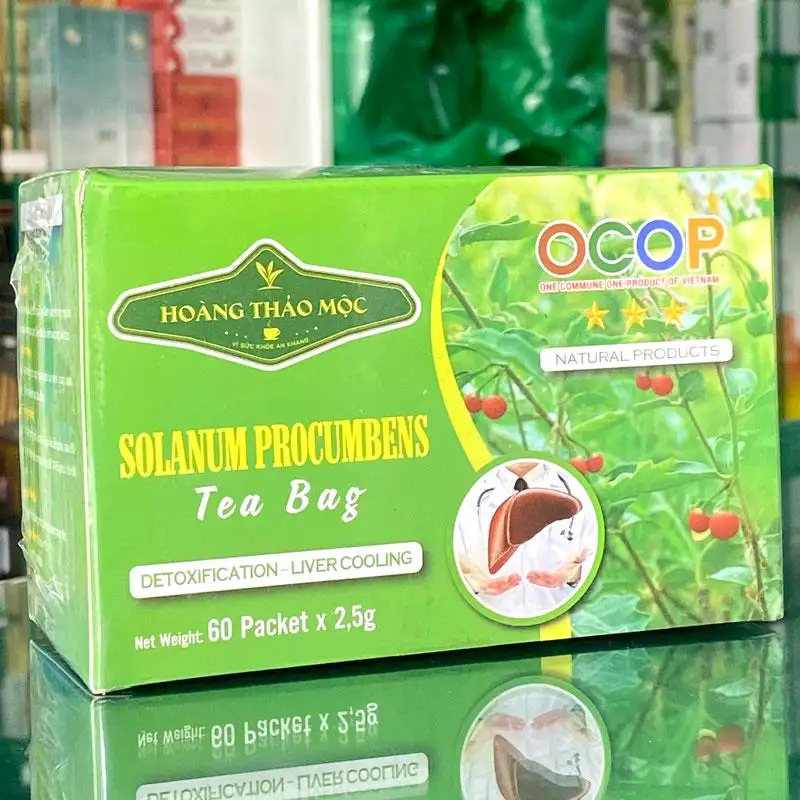 HOÀNG THẢO MỘC
VÌ SỨC KHỎE AN KHANG
SOLANUM PROCUMBENS
Tea Bag
DETOXIFICATION - LIVER COOLING
Net Weight: 60 Packet x 2,5g
OCOP
ONE COMMUNE ONE PRODUCT OF VIETNAM
NATURAL PRODUCTS